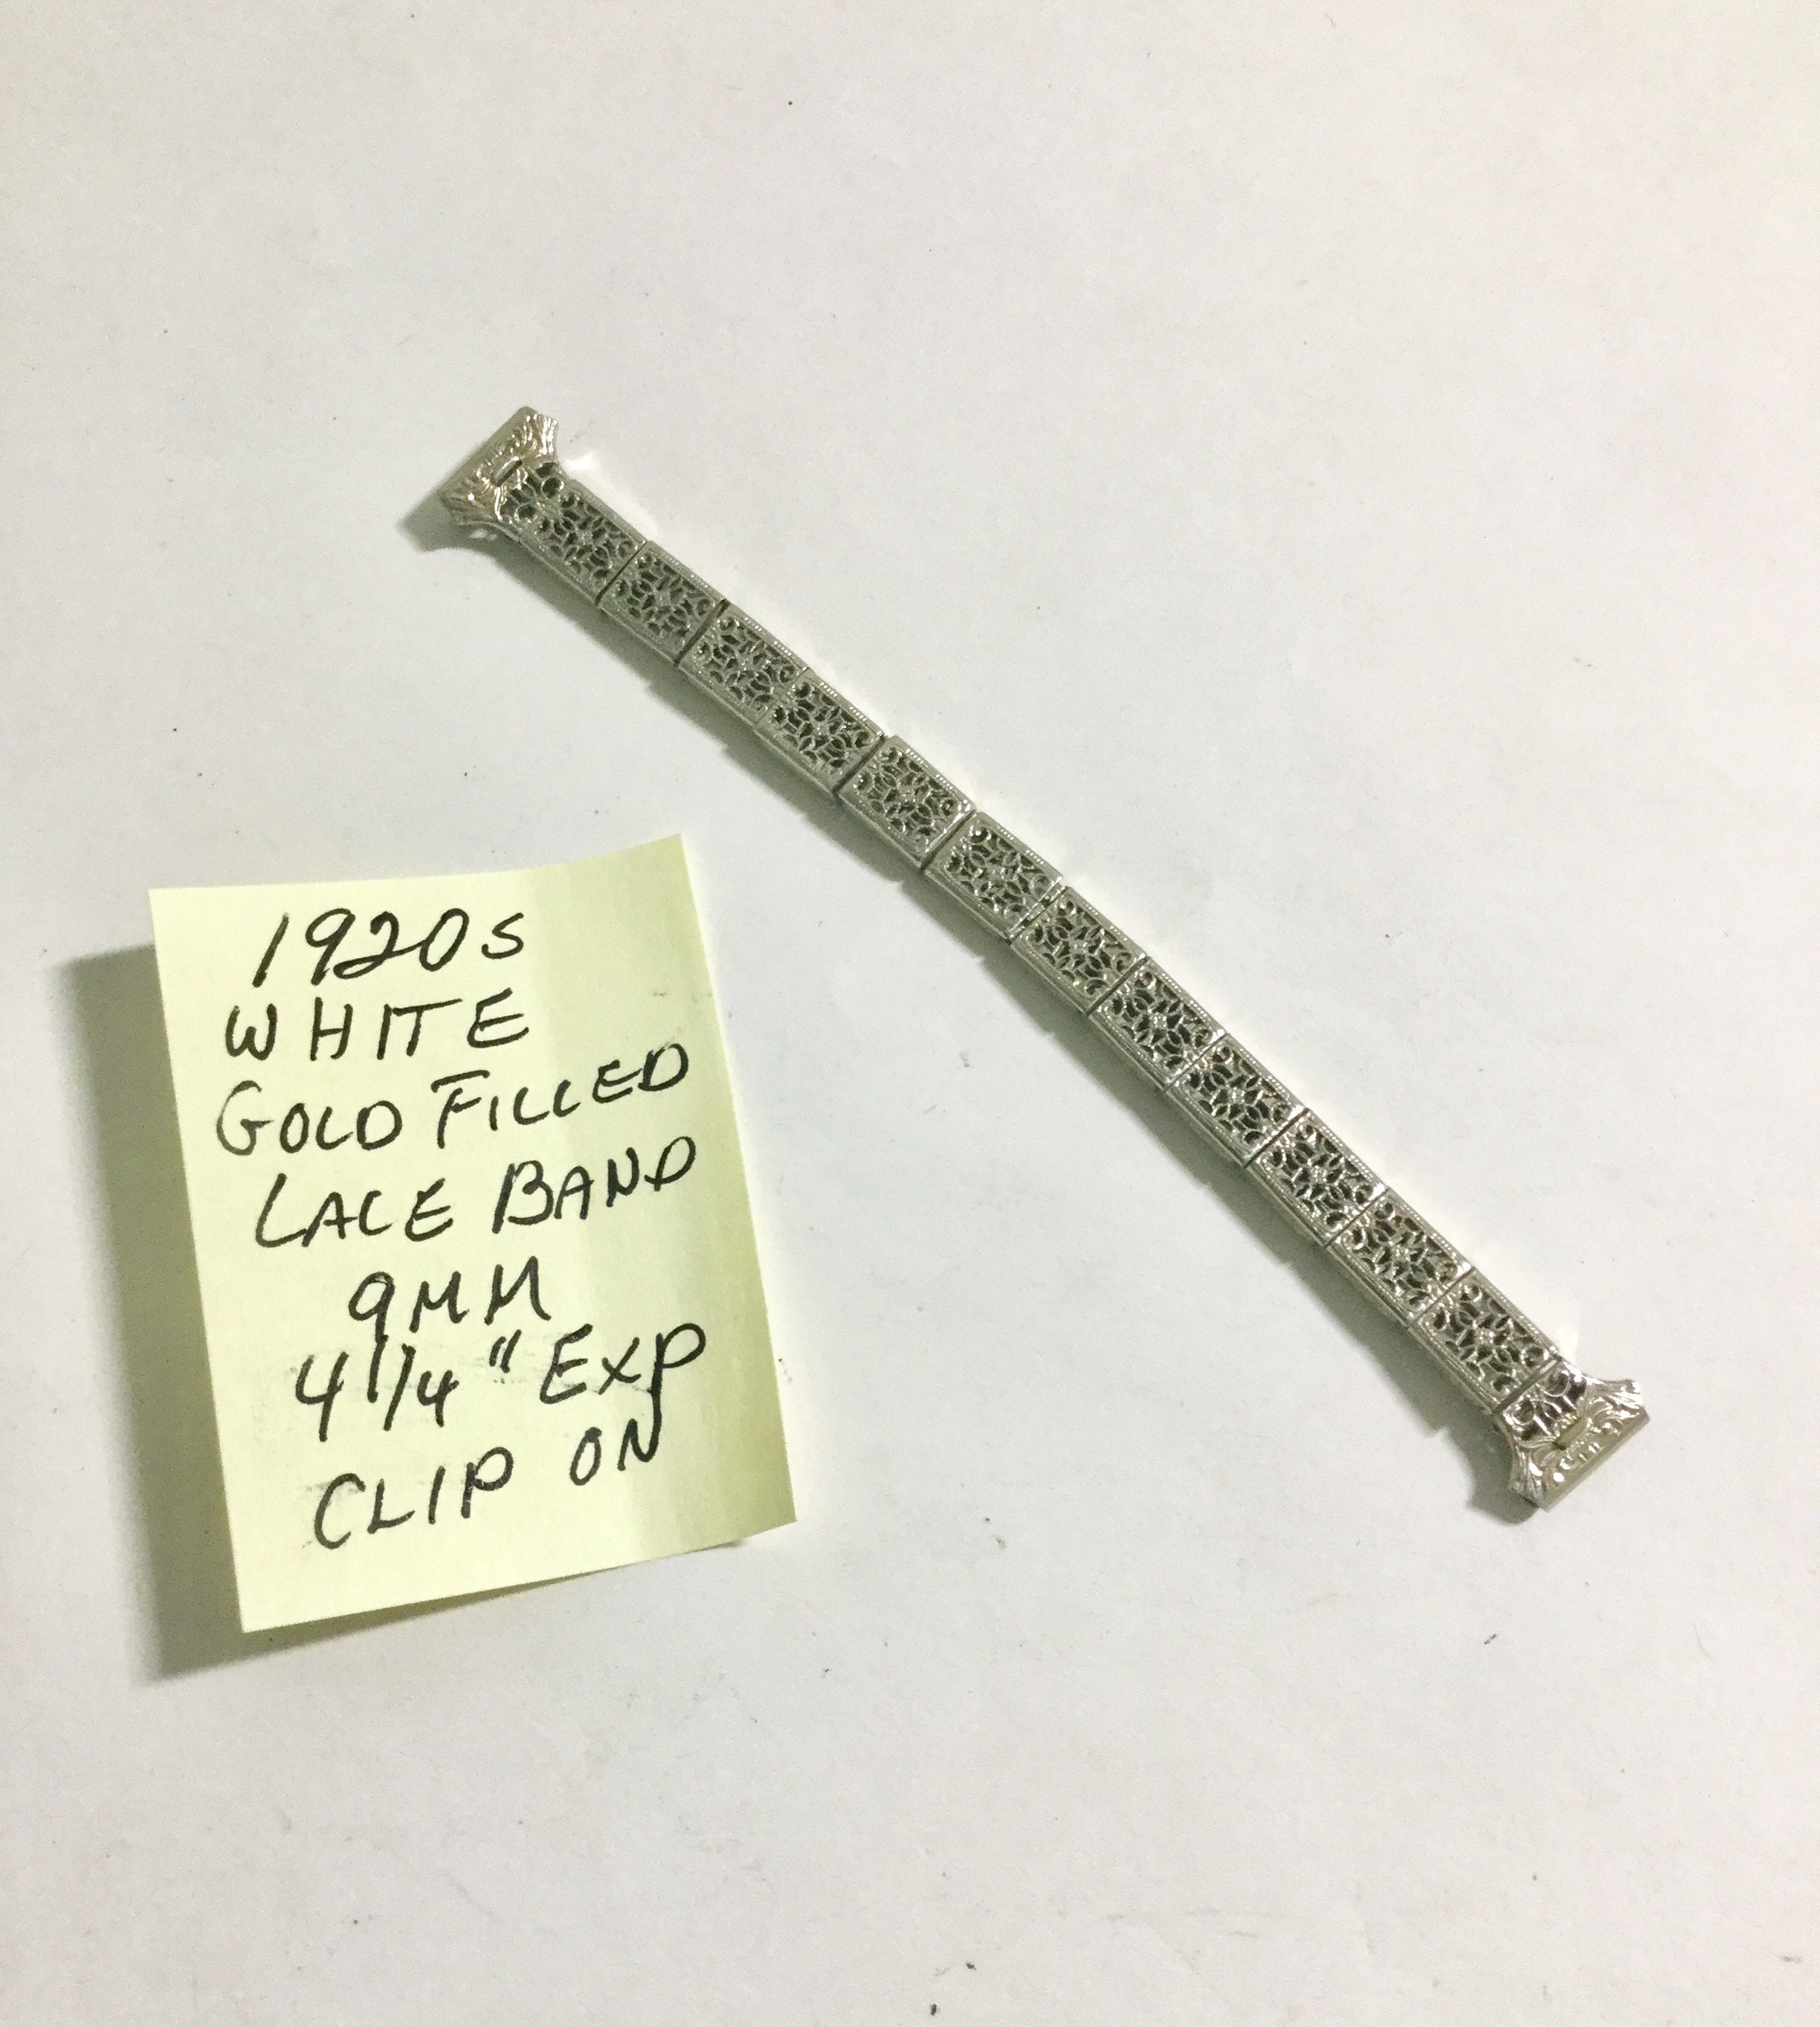 1920s
WHITE
GOLD FILLED
LACE BAND
9MM
4 1/4" EXP
CLIP ON